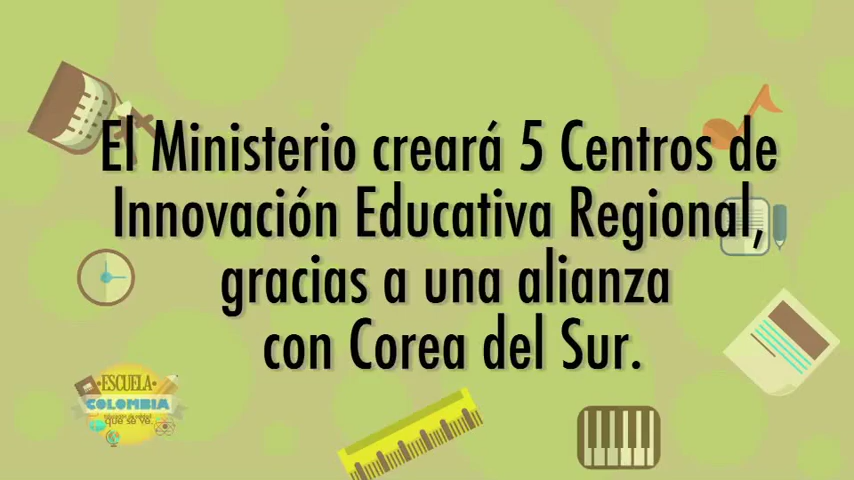 El Ministerio creará 5 Centros de
Innovación Educativa Regional,
gracias a una alianza
con Corea del Sur.
ESCUELA
COLOMBIA
que se ve.